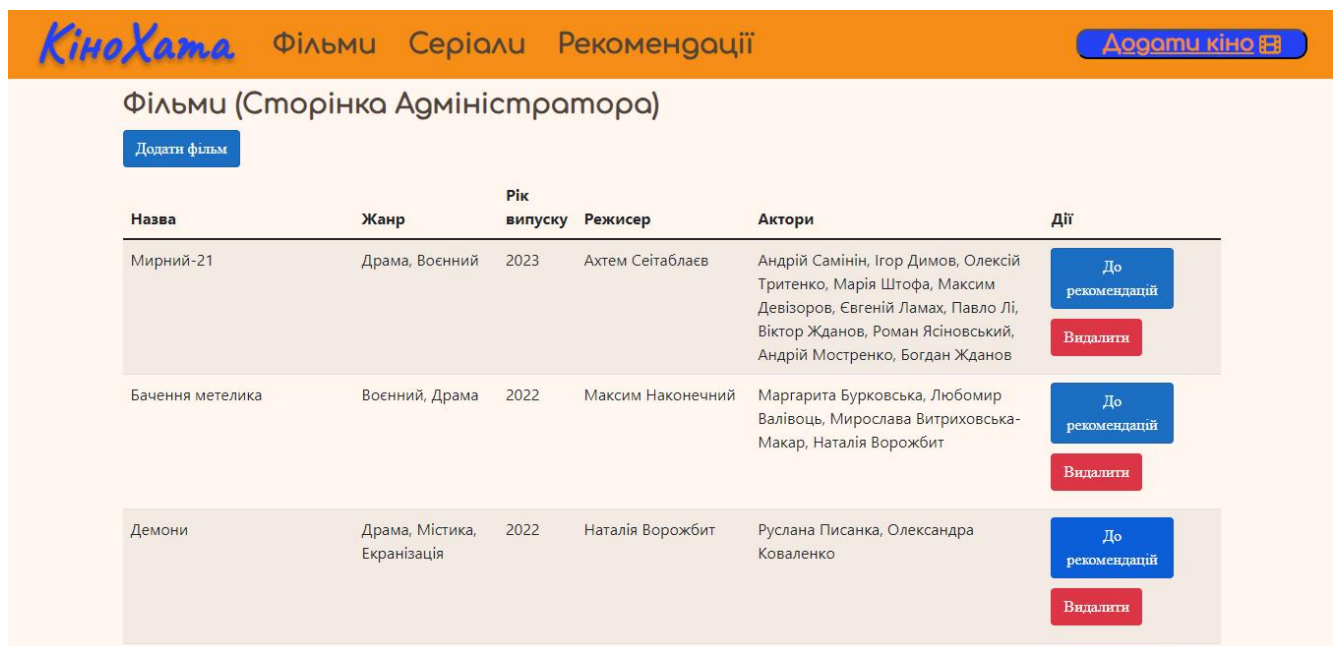 КіноХата Фільми Серіали Рекомендації Додати кіно
Фільми (Сторінка Адміністратора)
Додати фільм
Назва Жанр Рік випуску Режисер Актори Дії
Мирний-21 Драма, Воєнний 2023 Ахтем Сеітаблаєв Андрій Самінін, Ігор Димов, Олексій
Тритенко, Марія Штофа, Максим
Девізоров, Євгеній Ламах, Павло Лі,
Віктор Жданов, Роман Ясіновський,
Андрій Мостренко, Богдан Жданов
До
рекомендацій
Видалити
Бачення метелика Воєнний, Драма 2022 Максим Наконечний Маргарита Бурковська, Любомир
Валівоць, Мирослава Витриховська-
Макар, Наталія Ворожбит
До
рекомендацій
Видалити
Демони Драма, Містика,
Екранізація
2022 Наталія Ворожбит Руслана Писанка, Олександра
Коваленко
До
рекомендацій
Видалити